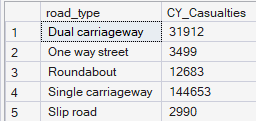 road_type CY_Casualties
1 Dual carriageway 31912
2 One way street 3499
3 Roundabout 12683
4 Single carriageway 144653
5 Slip road 2990